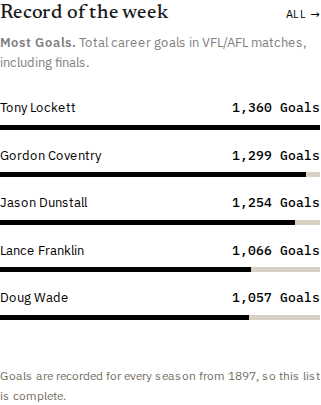 Record of the week
ALL →
Most Goals. Total career goals in VFL/AFL matches,
including finals.
Tony Lockett 1,360 Goals
Gordon Coventry 1,299 Goals
Jason Dunstall 1,254 Goals
Lance Franklin 1,066 Goals
Doug Wade 1,057 Goals
Goals are recorded for every season from 1897, so this list
is complete.